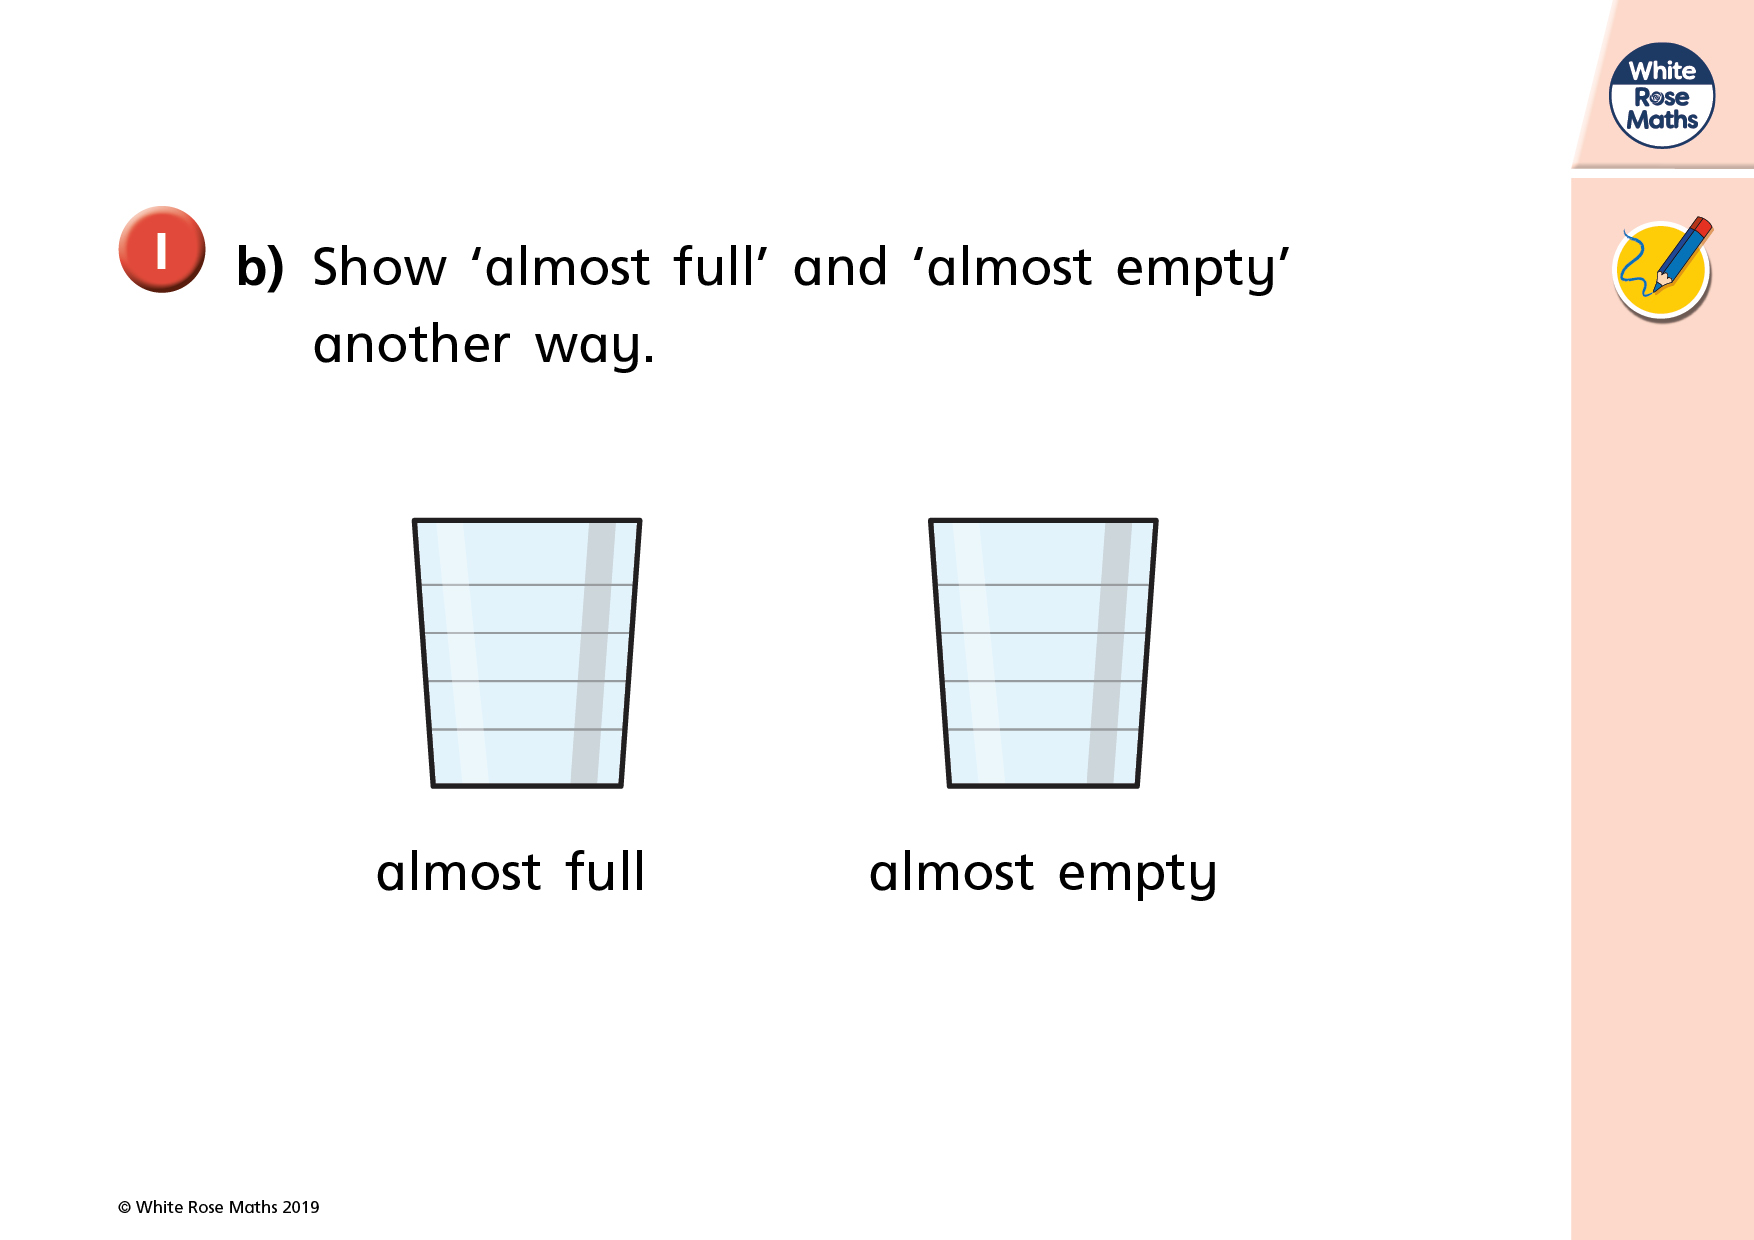 White
Rose
Maths
1
b) Show ‘almost full’ and ‘almost empty’
another way.
almost full
almost empty
© White Rose Maths 2019